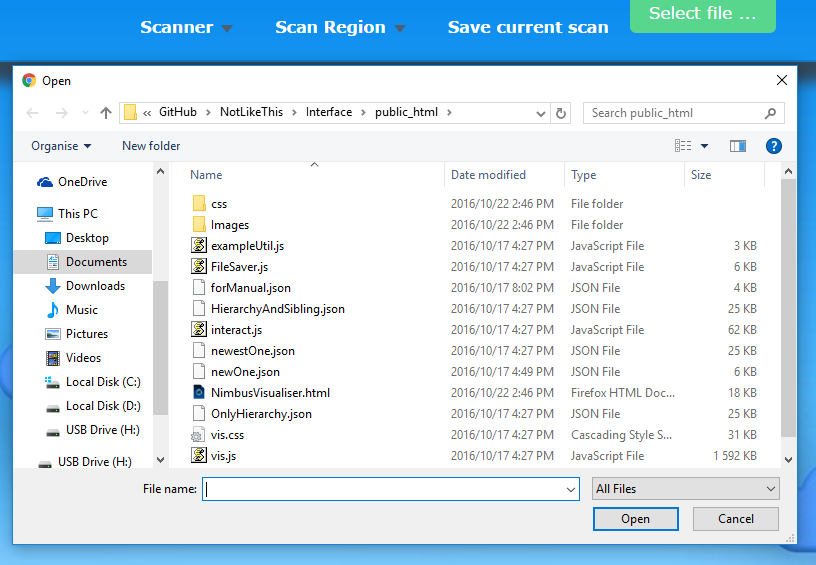 Scanner Scan Region Save current scan Select file ...
Open
« GitHub NotLikeThis Interface public_html Search public_html
Organise New folder
Name Date modified Type Size
OneDrive
This PC
Desktop
Documents
Downloads
Music
Pictures
Videos
Local Disk (C:)
Local Disk (D:)
USB Drive (H:)
USB Drive (H:)
css 2016/10/22 2:46 PM File folder
Images 2016/10/22 2:46 PM File folder
exampleUtil.js 2016/10/17 4:27 PM JavaScript File 3 KB
FileSaver.js 2016/10/17 4:27 PM JavaScript File 6 KB
forManual.json 2016/10/17 8:02 PM JSON File 4 KB
HierarchyAndSibling.json 2016/10/17 4:27 PM JSON File 25 KB
interact.js 2016/10/17 4:27 PM JavaScript File 62 KB
newestOne.json 2016/10/17 4:27 PM JSON File 25 KB
newOne.json 2016/10/17 4:49 PM JSON File 6 KB
NimbusVisualiser.html 2016/10/22 2:46 PM Firefox HTML Doc... 18 KB
OnlyHierarchy.json 2016/10/17 4:27 PM JSON File 25 KB
vis.css 2016/10/17 4:27 PM Cascading Style S... 31 KB
vis.js 2016/10/17 4:27 PM JavaScript File 1 592 KB
File name: All Files
Open Cancel